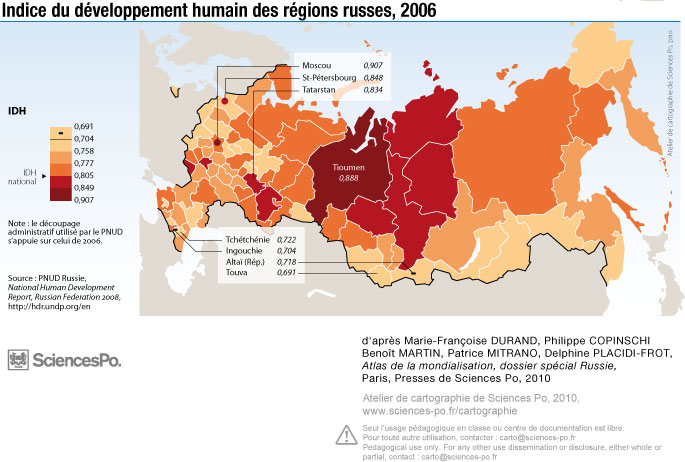 Indice du développement humain des régions russes, 2006
Atelier de cartographie de Sciences Po, 2010
Moscou 0,907
St-Pétersbourg 0,848
Tatarstan 0,834
IDH
0,691
0,704
0,758
0,777
0,805
0,849
0,907
IDH
national
Tioumen
0,888
Note : le découpage
administratif utilisé par le PNUD
s'appuie sur celui de 2006.
Tchétchénie 0,722
Ingouchie 0,704
Altaï (Rép.) 0,718
Touva 0,691
Source : PNUD Russie,
National Human Development
Report, Russian Federation 2008,
http://hdr.undp.org/en
SciencesPo.
d'après Marie-Françoise DURAND, Philippe COPINSCHI
Benoît MARTIN, Patrice MITRANO, Delphine PLACIDI-FROT,
Atlas de la mondialisation, dossier spécial Russie,
Paris, Presses de Sciences Po, 2010
Atelier de cartographie de Sciences Po, 2010,
www.sciences-po.fr/cartographie
Seul l'usage pédagogique en classe ou centre de documentation est libre.
Pour toute autre utilisation, contacter : carto@sciences-po.fr
Pedagogical use only. For any other use dissemination or disclosure, either whole or
partial, contact : carto@sciences-po.fr